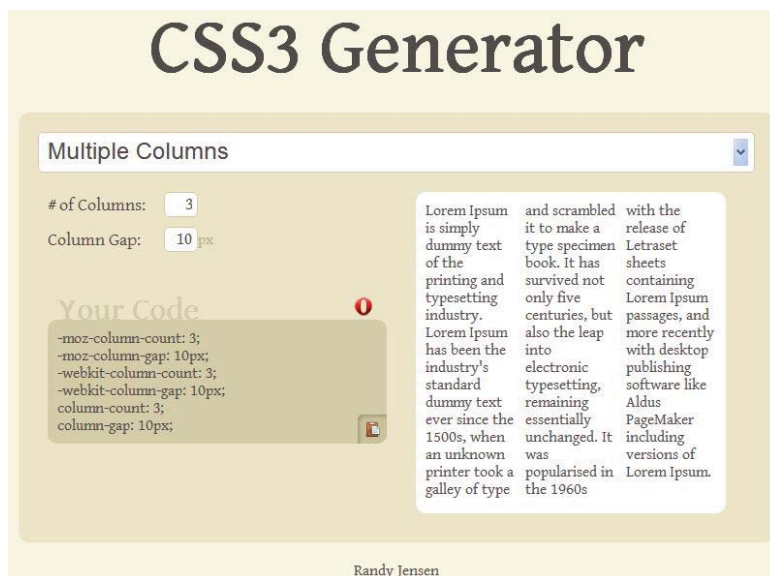 CSS3 Generator
Multiple Columns
# of Columns: 3
Column Gap: 10 px
Your Code
-moz-column-count: 3;
-moz-column-gap: 10px;
-webkit-column-count: 3;
-webkit-column-gap: 10px;
column-count: 3;
column-gap: 10px;
Lorem Ipsum
is simply
dummy text
of the
printing and
typesetting
industry.
Lorem Ipsum
has been the
industry's
standard
dummy text
ever since the
1500s, when
an unknown
printer took a
galley of type
and scrambled
it to make a
type specimen
book. It has
survived not
only five
centuries, but
also the leap
into
electronic
typesetting,
remaining
essentially
unchanged. It
was
popularised in
the 1960s
with the
release of
Letraset
sheets
containing
Lorem Ipsum
passages, and
more recently
with desktop
publishing
software like
Aldus
PageMaker
including
versions of
Lorem Ipsum.
Randy Jensen